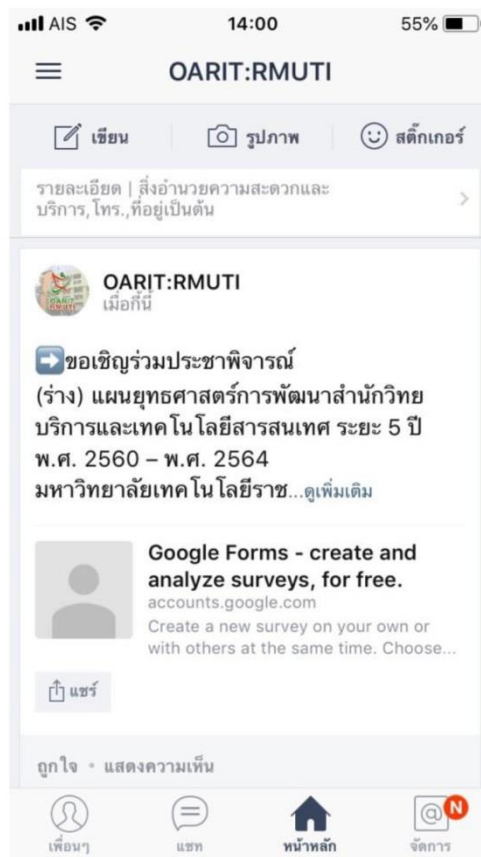 AIS 14:00 55%
OARIT:RMUTI
เขียน รูปภาพ สติ๊กเกอร์
รายละเอียด | สิ่งอำนวยความสะดวกและ
บริการ, โทร.,ที่อยู่เป็นต้น
OARIT:RMUTI
เมื่อกี้นี้
➡ขอเชิญร่วมประชาพิจารณ์
(ร่าง) แผนยุทธศาสตร์การพัฒนาสำนักวิทย
บริการและเทคโนโลยีสารสนเทศ ระยะ 5 ปี
พ.ศ. 2560 – พ.ศ. 2564
มหาวิทยาลัยเทคโนโลยีราช...ดูเพิ่มเติม
Google Forms - create and
analyze surveys, for free.
accounts.google.com
Create a new survey on your own or
with others at the same time. Choose...
แชร์
ถูกใจ • แสดงความเห็น
N
เพื่อนๆ แชท หน้าหลัก จัดการ